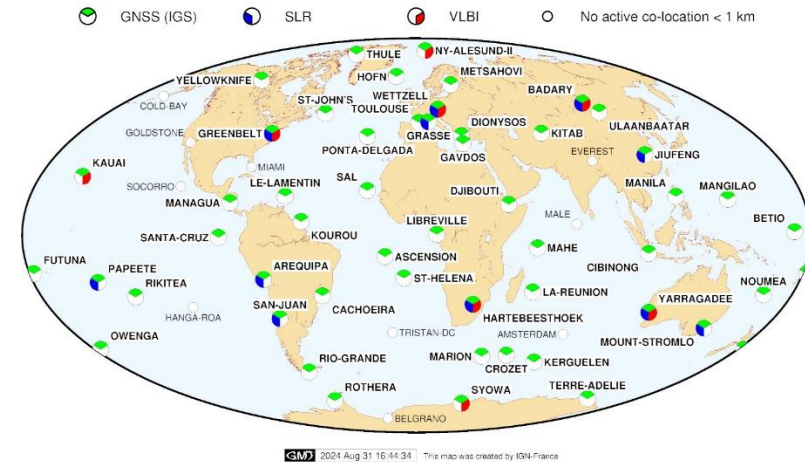 GNSS (IGS) SLR VLBI No active co-location < 1 km
THULE NY-ALESUND-II
HOFN METSAHOVI
YELLOWKNIFE
WETTZELL BADARY
COLD-BAY ST-JOHN'S TOULOUSE
GOLDSTONE GREENBELT GRASSE DIONYSOS KITAB ULAANBAATAR
PONTA-DELGADA GAVDOS EVEREST JIUFENG
KAUAI MIAMI
SOCORRO LE-LAMENTIN SAL DJIBOUTI MANILA MANGILAO
MANAGUA
LIBREVILLE MALE BETIO
SANTA-CRUZ KOUROU
FUTUNA ASCENSION MAHE CIBINONG
PAPEETE AREQUIPA NOUMEA
RIKITEA ST-HELENA LA-REUNION YARRAGADEE
SAN-JUAN CACHOEIRA
HANGA-ROA HARTEBEESTHOEK
OWENGA TRISTAN-DC AMSTERDAM MOUNT-STROMLO
RIO-GRANDE MARION CROZET KERGUELEN
ROTHERA SYOWA TERRE-ADELIE
BELGRANO
GMD 2024 Aug 31 16:44:34 This map was created by IGN-France